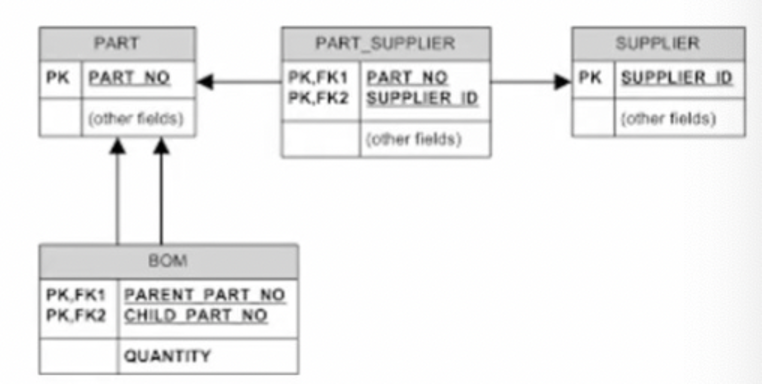 PART
PK PART_NO
(other fields)
PART_SUPPLIER
PK,FK1 PART_NO
PK,FK2 SUPPLIER_ID
(other fields)
SUPPLIER
PK SUPPLIER_ID
(other fields)
BOM
PK,FK1 PARENT_PART_NO
PK,FK2 CHILD_PART_NO
QUANTITY